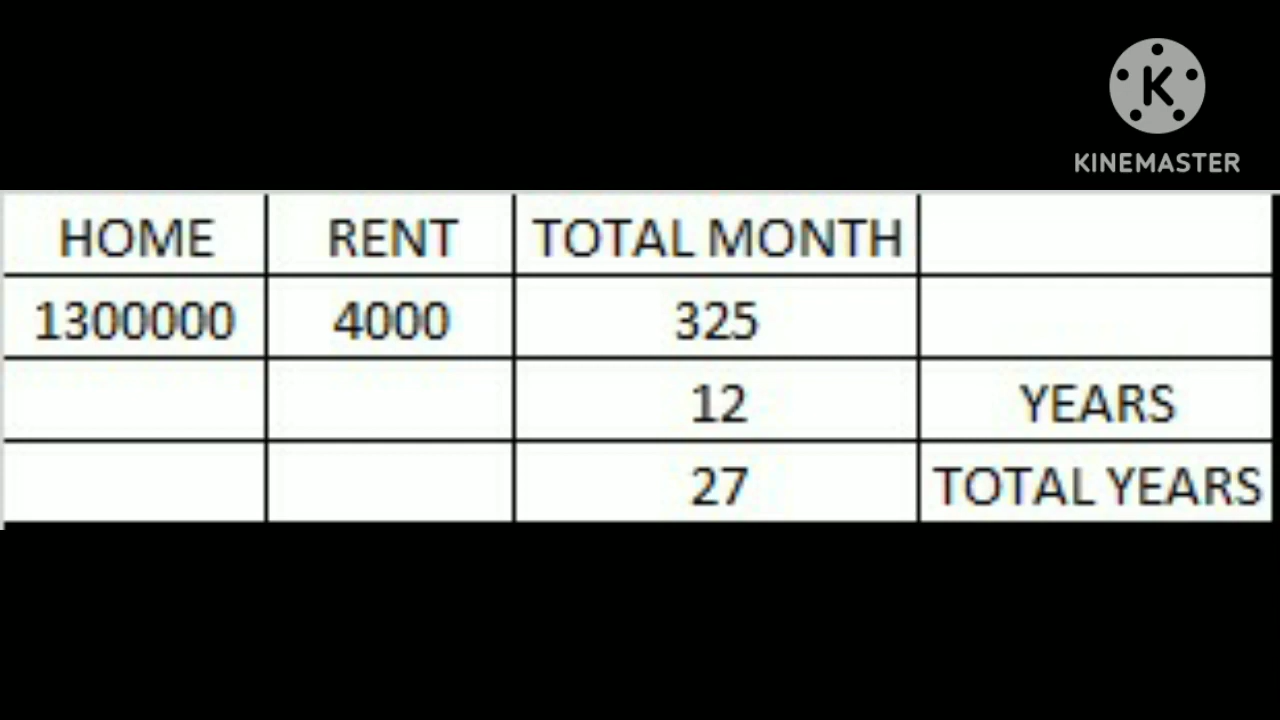 K
KINEMASTER
HOME RENT TOTAL MONTH
1300000 4000 325
12 YEARS
27 TOTAL YEARS